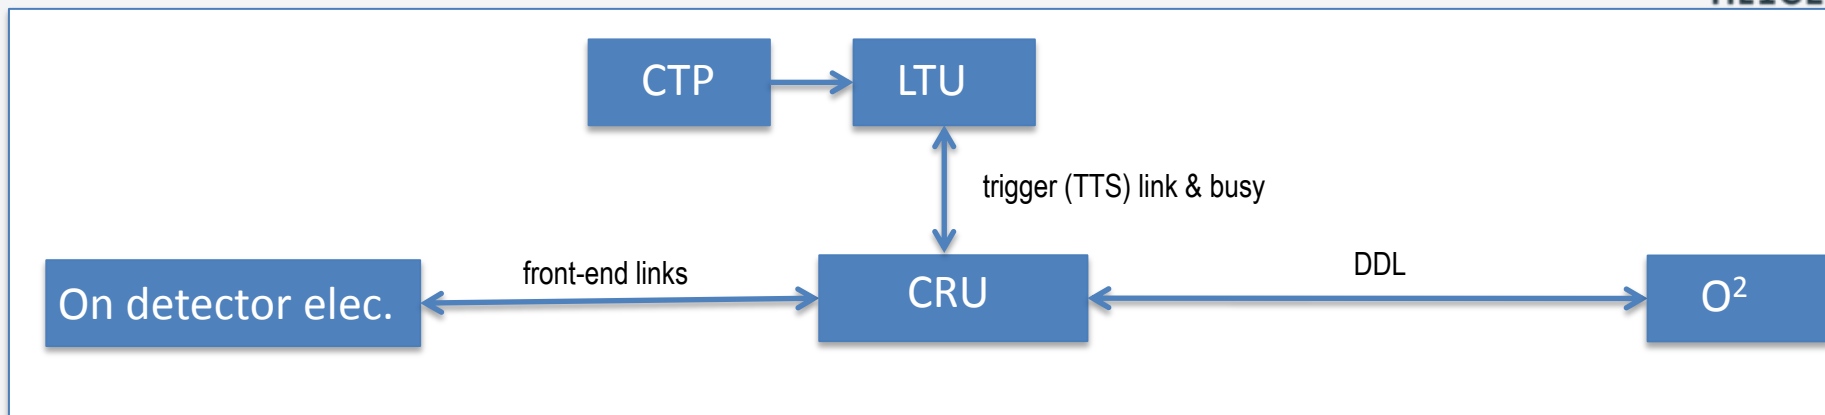 CTP
LTU
trigger (TTS) link & busy
On detector elec.
front-end links
CRU
DDL
O²